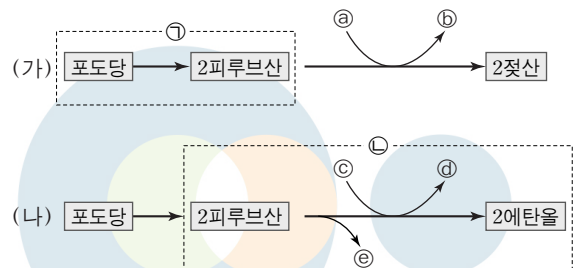 ㉠ ⓐ ⓑ
(가) 포도당 2피루브산 2젖산
㉡
ⓒ ⓓ
(나) 포도당 2피루브산 2에탄올
ⓔ